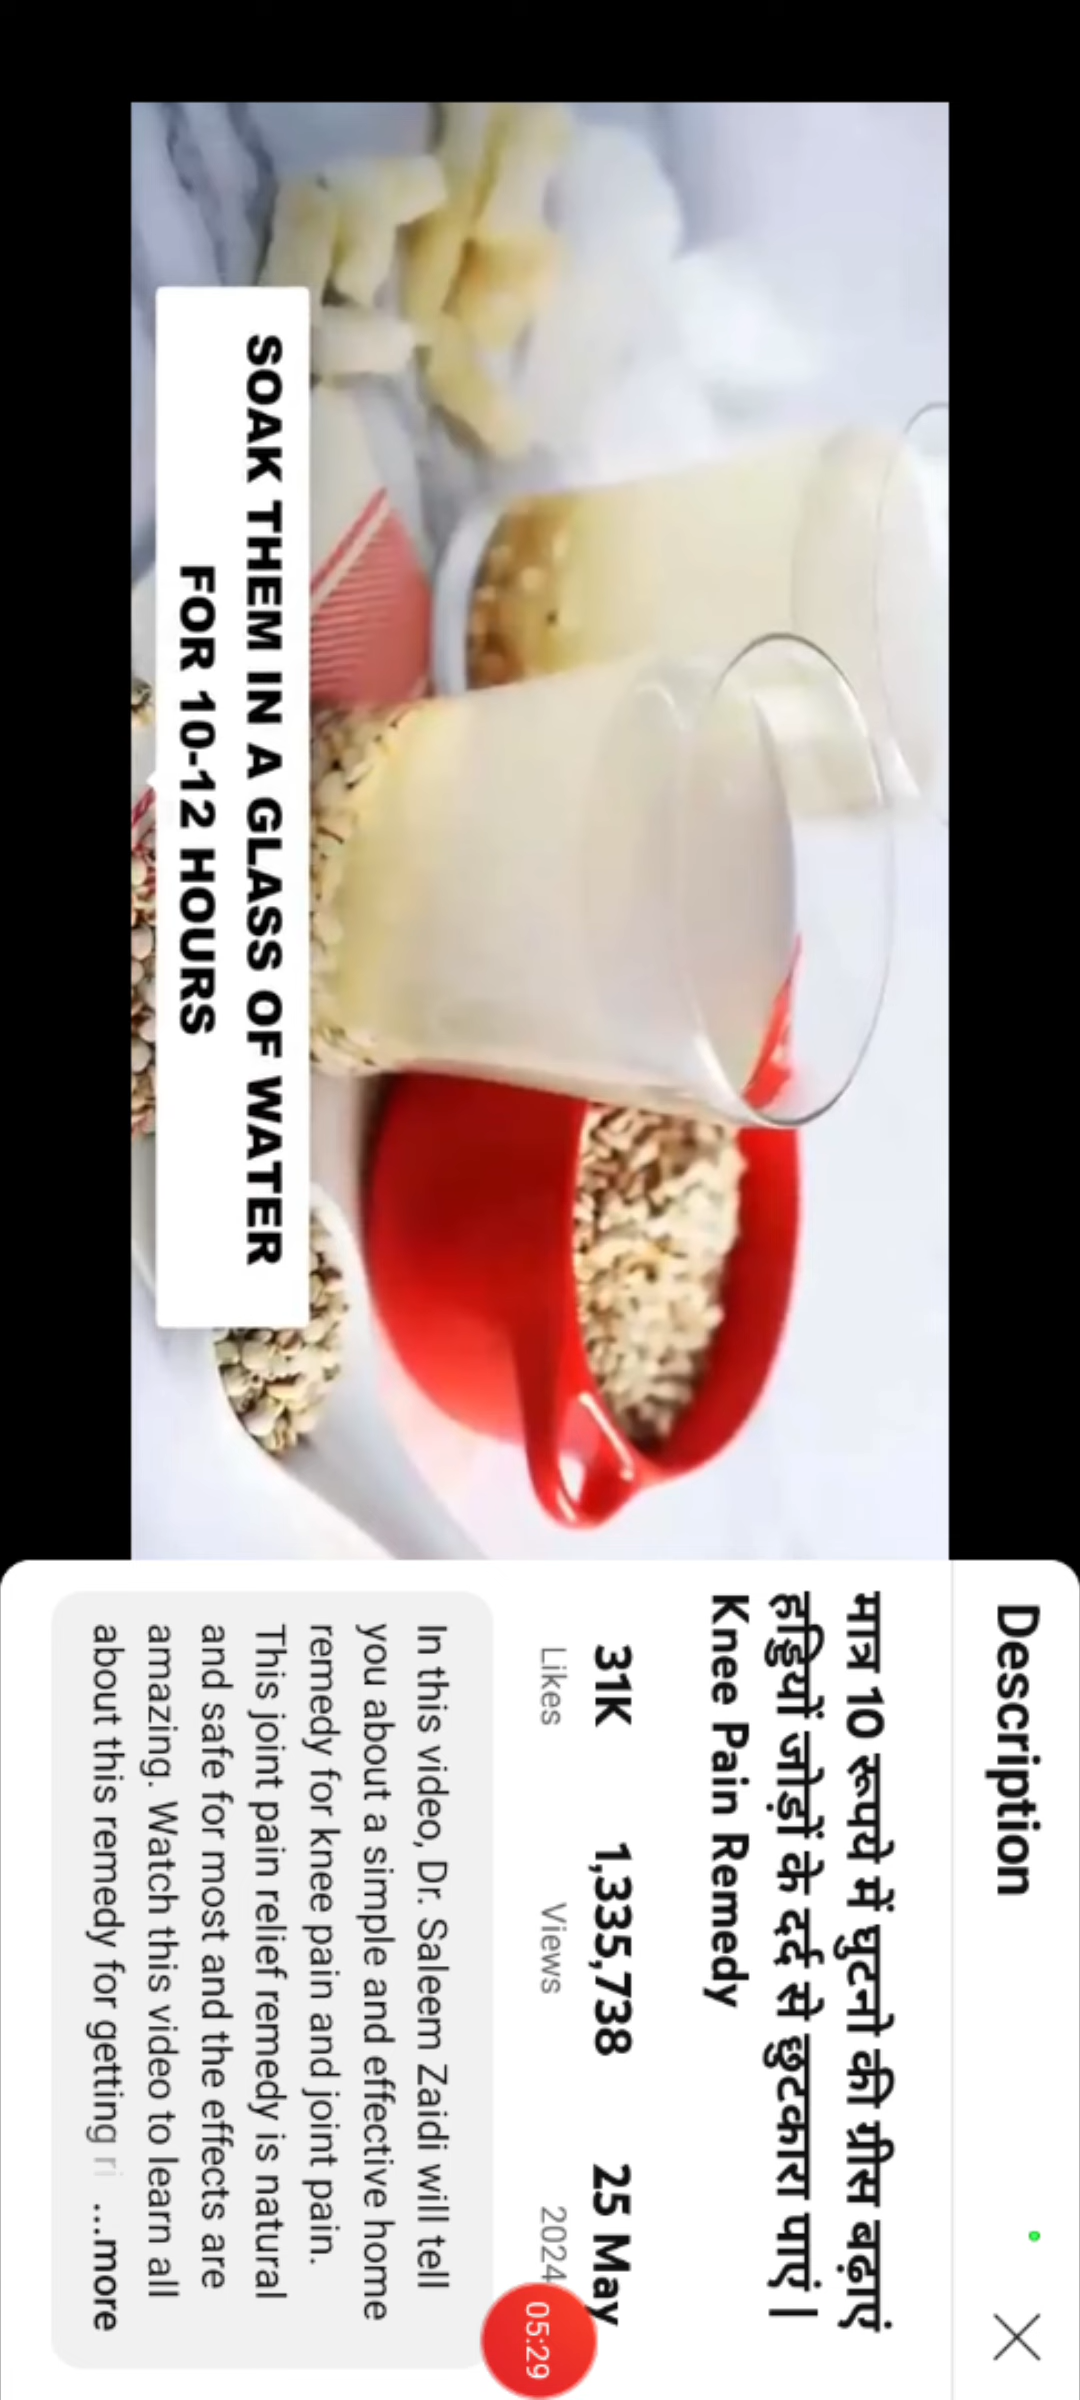 SOAK THEM IN A GLASS OF WATER
FOR 10-12 HOURS
Description
मात्र 10 रूपये में घुटनो की ग्रीस बढ़ाएं
हड्डियों जोड़ों के दर्द से छुटकारा पाएं |
Knee Pain Remedy
31K 1,335,738 25 May
Likes Views 2024
In this video, Dr. Saleem Zaidi will tell
you about a simple and effective home
remedy for knee pain and joint pain.
This joint pain relief remedy is natural
and safe for most and the effects are
amazing. Watch this video to learn all
about this remedy for getting ri ...more
05:29